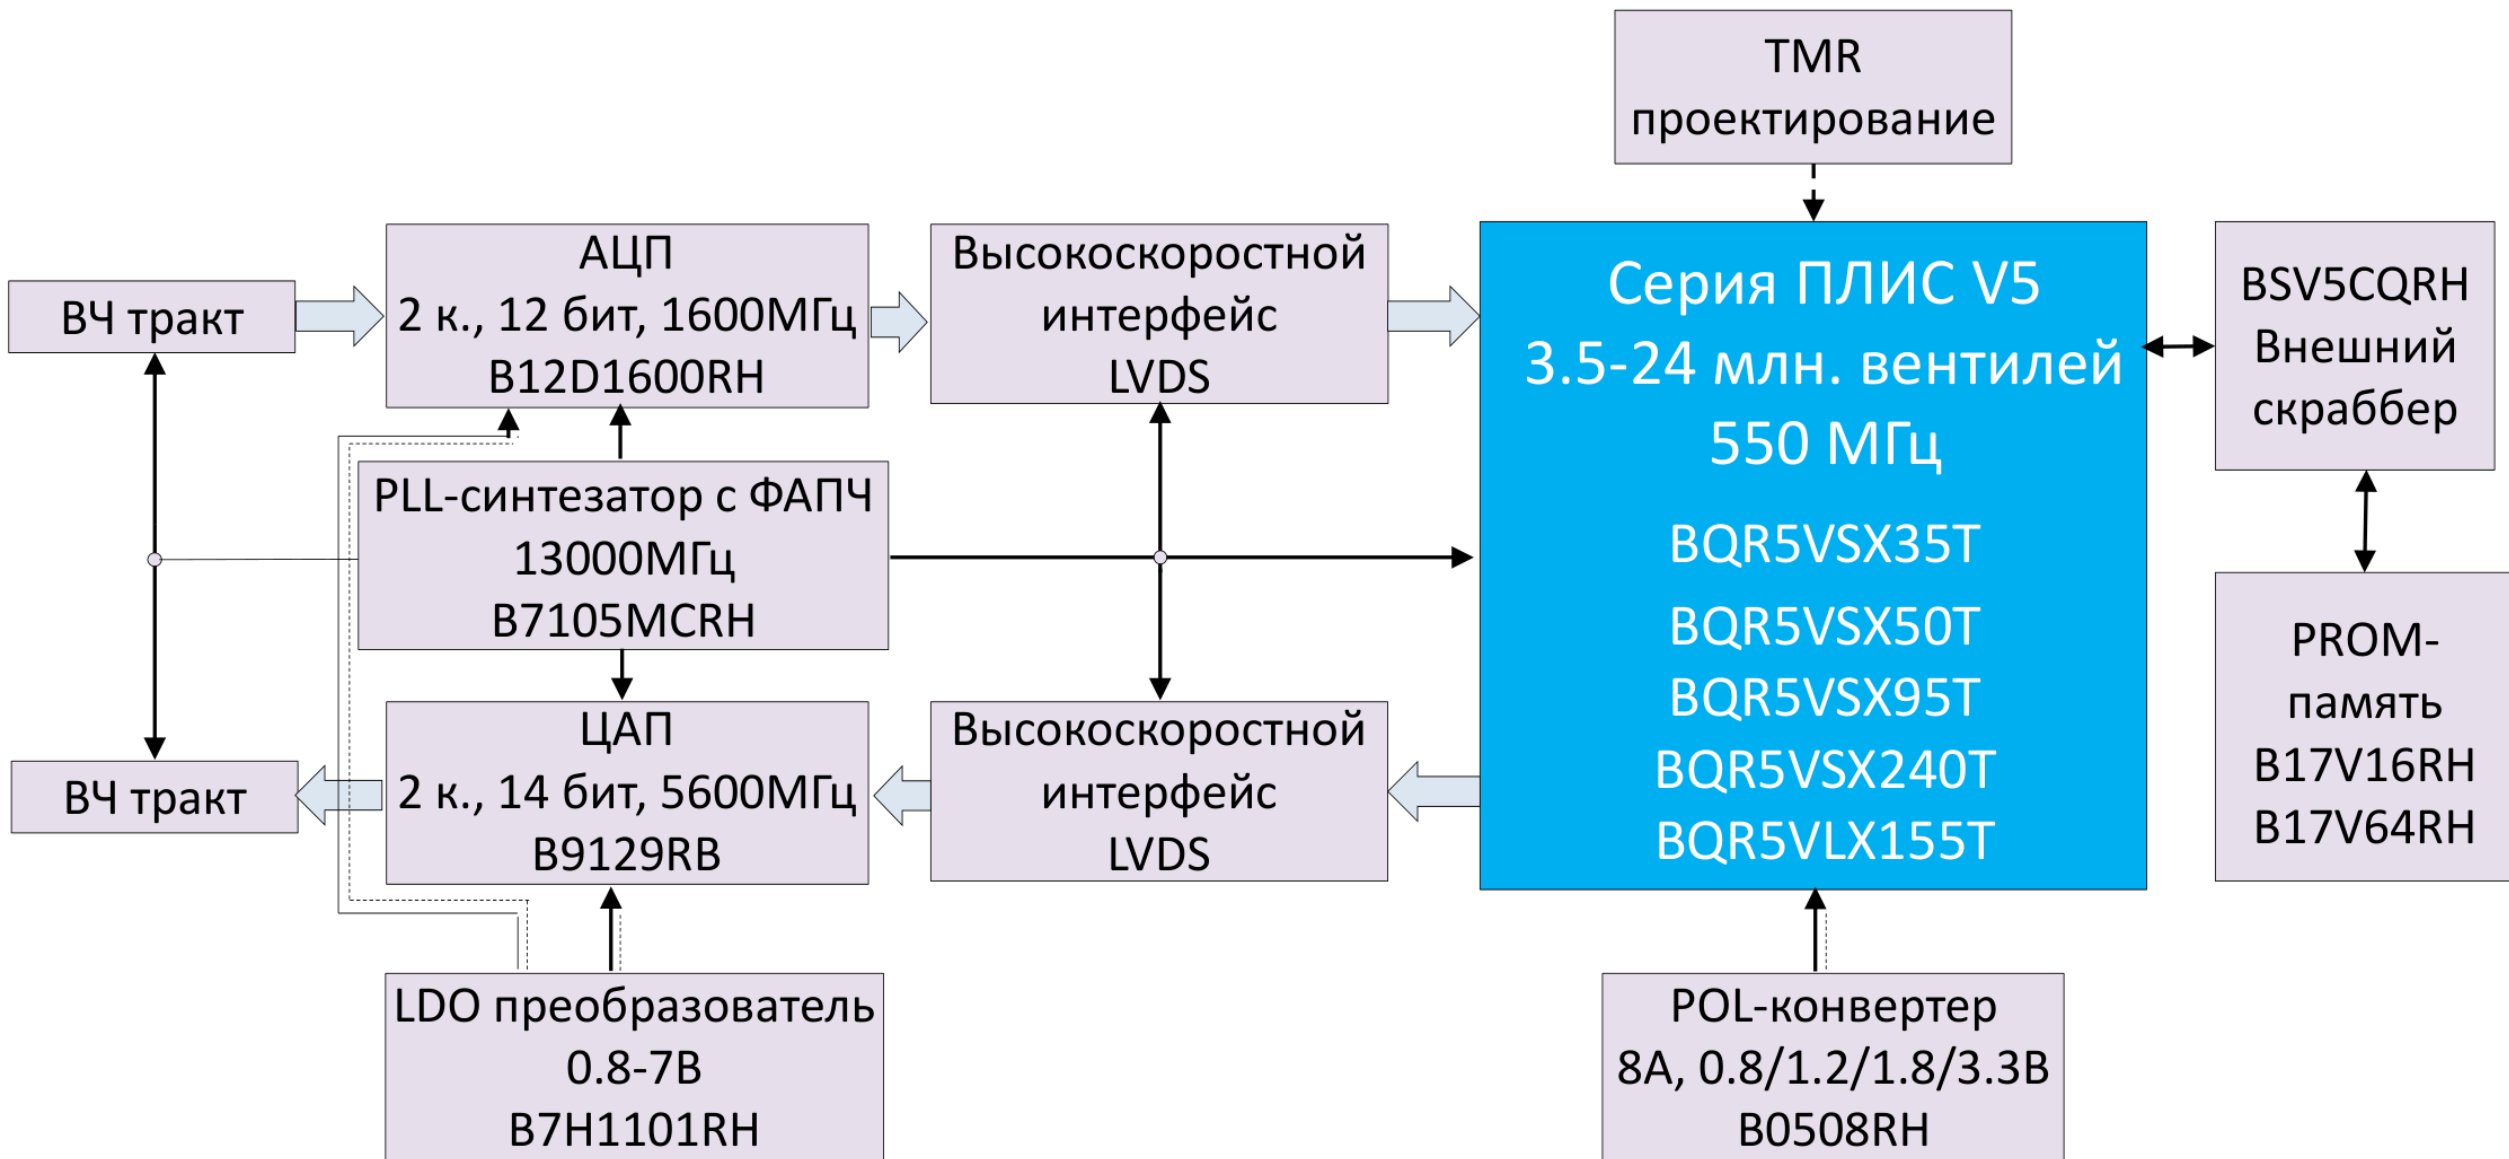 TMR
проектирование
ВЧ тракт
АЦП
2 к., 12 бит, 1600МГц
B12D1600RH
Высокоскоростной
интерфейс
LVDS
Серия ПЛИС V5
3.5-24 млн. вентилей
550 МГц
BQR5VSX35T
BQR5VSX50T
BQR5VSX95T
BQR5VSX240T
BQR5VLX155T
BSV5CQRH
Внешний
скраббер
PLL-синтезатор с ФАПЧ
13000МГц
B7105MCRH
PROM-
память
B17V16RH
B17V64RH
ВЧ тракт
ЦАП
2 к., 14 бит, 5600МГц
B9129RB
Высокоскоростной
интерфейс
LVDS
LDO преобразователь
0.8-7В
B7H1101RH
POL-конвертер
8А, 0.8/1.2/1.8/3.3В
B0508RH